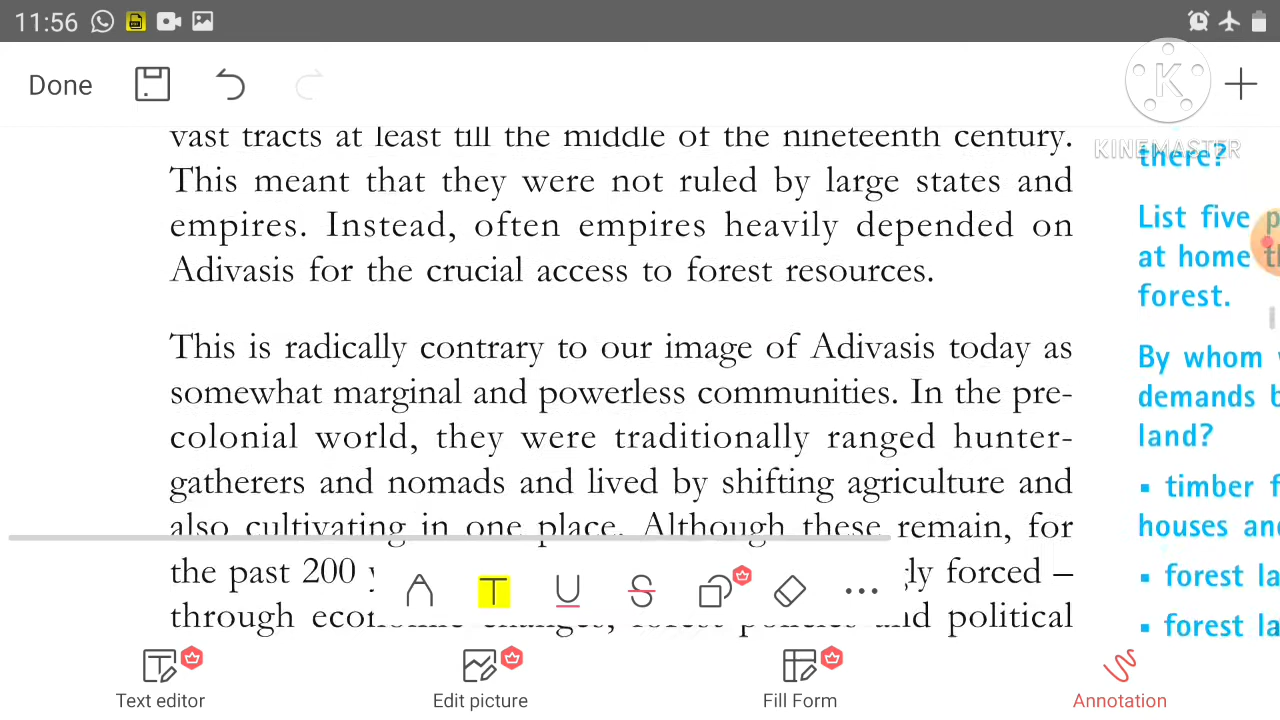 11:56
Done
K
KINEMASTER
vast tracts at least till the middle of the nineteenth century.
This meant that they were not ruled by large states and
empires. Instead, often empires heavily depended on
Adivasis for the crucial access to forest resources.
This is radically contrary to our image of Adivasis today as
somewhat marginal and powerless communities. In the pre-
colonial world, they were traditionally ranged hunter-
gatherers and nomads and lived by shifting agriculture and
also cultivating in one place. Although these remain, for
the past 200 forced –
through changes, forest policies and political
there?
List five
at home
forest.
By whom
demands
land?
▪ timber
houses and
▪ forest
▪ forest
T
U
S
...
Text editor
Edit picture
Fill Form
Annotation